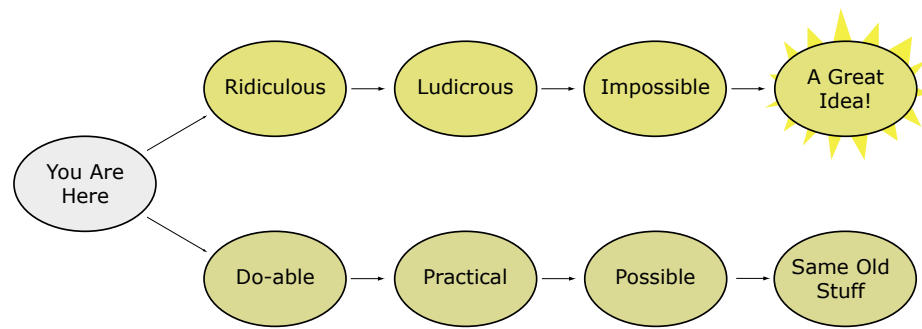 Ridiculous
Ludicrous
Impossible
A Great
Idea!
You Are
Here
Do-able
Practical
Possible
Same Old
Stuff